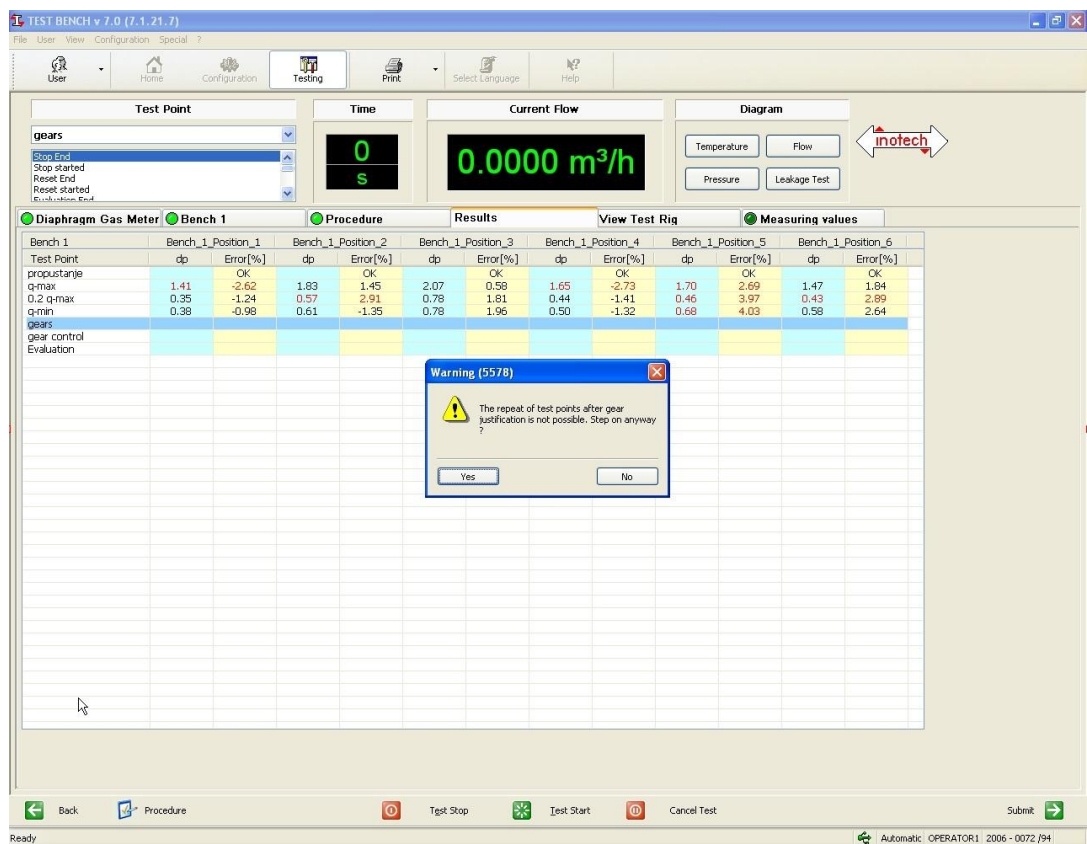 TEST BENCH v 7.0 (7.1.21.7)
File User View Configuration Special ?
User Home Configuration Testing Print Select Language Help
Test Point Time Current Flow Diagram
gears
Stop End
Stop started
Reset End
Reset started
Evaluation End
0
s
0.0000 m³/h
Temperature Flow
Pressure Leakage Test
inotech
Diaphragm Gas Meter Bench 1 Procedure Results View Test Rig Measuring values
Bench 1 Bench_1_Position_1 Bench_1_Position_2 Bench_1_Position_3 Bench_1_Position_4 Bench_1_Position_5 Bench_1_Position_6
Test Point dp Error[%] dp Error[%] dp Error[%] dp Error[%] dp Error[%] dp Error[%]
propustanje OK OK OK OK OK OK
q-max 1.41 -2.62 1.83 1.45 2.07 0.58 1.65 -2.73 1.70 2.69 1.47 1.84
0.2 q-max 0.35 -1.24 0.57 2.91 0.78 1.81 0.44 -1.41 0.46 3.97 0.43 2.89
q-min 0.38 -0.98 0.61 -1.35 0.78 1.96 0.50 -1.32 0.68 4.03 0.58 2.64
gears
gear control
Evaluation
Warning (5578)
The repeat of test points after gear
justification is not possible. Step on anyway
?
Yes No
Back Procedure Test Stop Test Start Cancel Test Submit
Ready Automatic OPERATOR1 2006 - 0072 /94